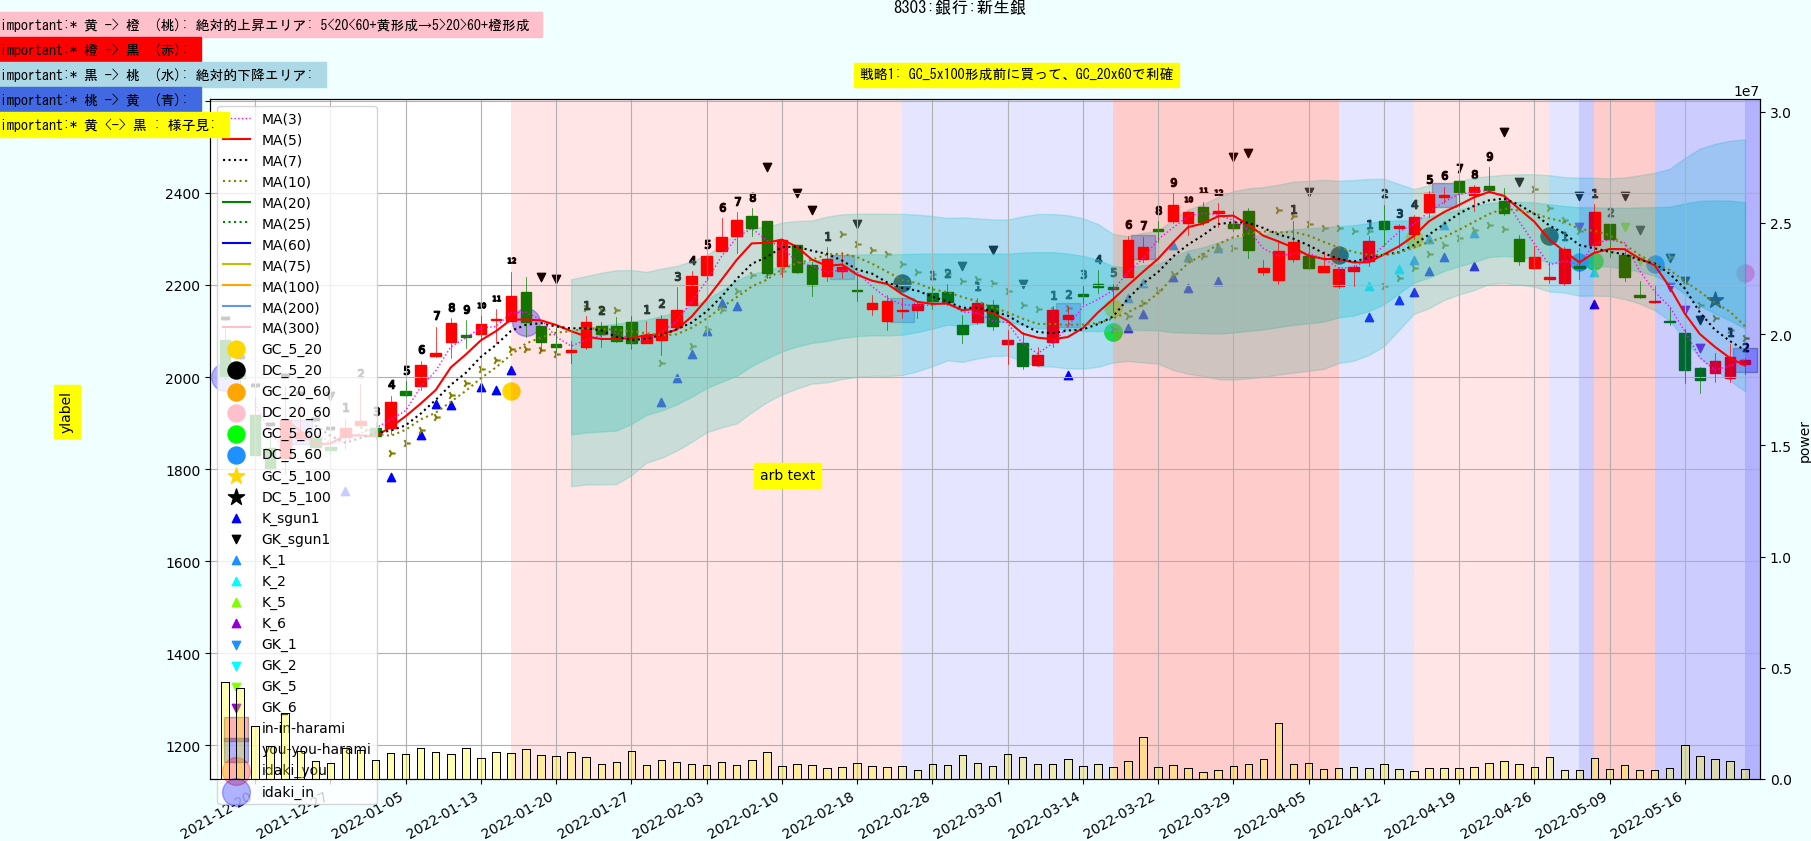 8303:銀行:新生銀
important:* 黄 -> 橙 (桃): 絶対的上昇エリア: 5<20<60+黄形成→5>20>60+橙形成
important:* 橙 -> 黒 (赤):
important:* 黒 -> 桃 (水): 絶対的下降エリア:
戦略1: GC_5x100形成前に買って、GC_20x60で利確
important:* 桃 -> 黄 (青):
important:* 黄 <-> 黒 : 様子見:
1e7
MA(3)
MA(5)
MA(7)
MA(10)
MA(20)
MA(25)
MA(60)
MA(75)
MA(100)
MA(200)
MA(300)
GC_5_20
DC_5_20
GC_20_60
DC_20_60
GC_5_60
DC_5_60
GC_5_100
DC_5_100
K_sgun1
GK_sgun1
K_1
K_2
K_5
K_6
GK_1
GK_2
GK_5
GK_6
in-in-harami
you-you-harami
idaki_you
idaki_in
2400
2200
2000
1800
1600
1400
1200
ylabel
arb text
3.0
2.5
2.0
1.5
1.0
0.5
0.0
power
2021-12-20
2021-12-27
2022-01-05
2022-01-13
2022-01-20
2022-01-27
2022-02-03
2022-02-10
2022-02-18
2022-02-28
2022-03-07
2022-03-14
2022-03-22
2022-03-29
2022-04-05
2022-04-12
2022-04-19
2022-04-26
2022-05-09
2022-05-16